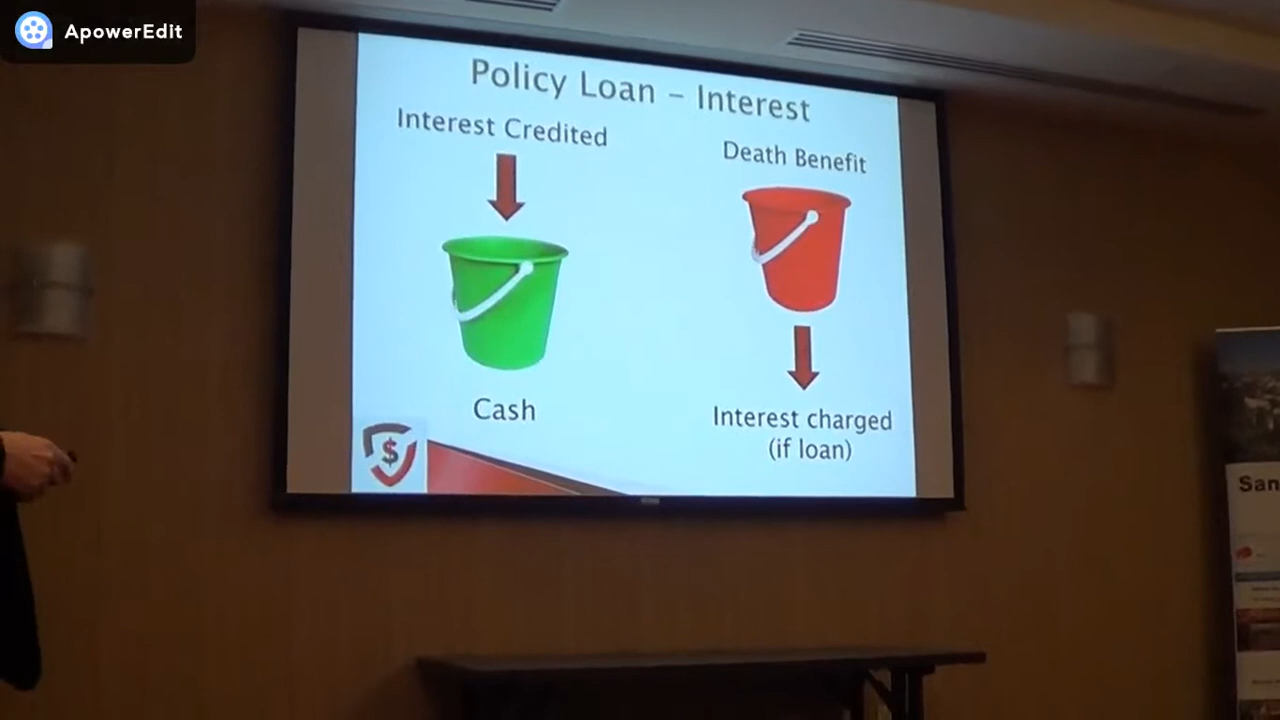 ApowerEdit
Policy Loan – Interest
Interest Credited
Death Benefit
Cash
Interest charged
(if loan)
$
San